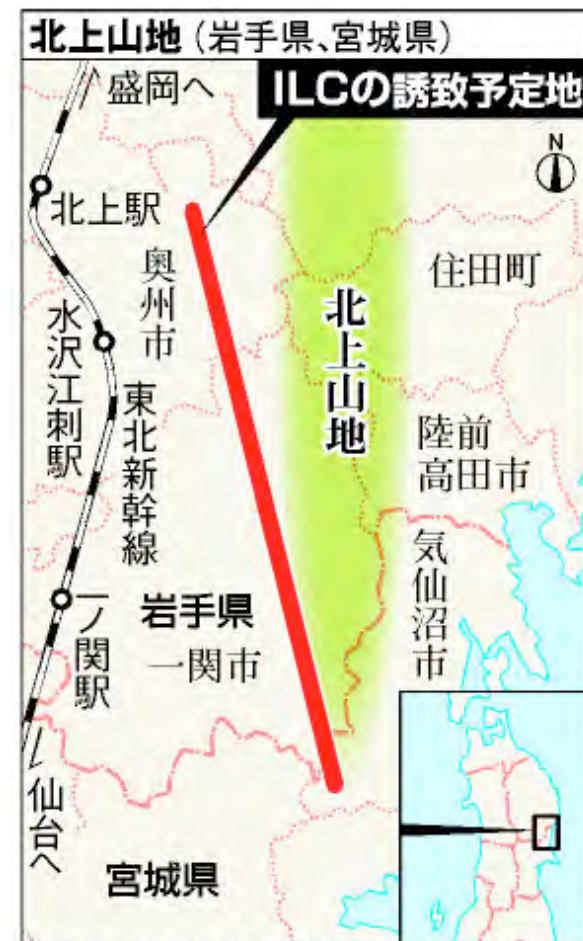 北上山地(岩手県、宮城県)
盛岡へ
ILCの誘致予定地
N
北上駅
奥州市
住田町
北上山地
水沢江刺駅
東北新幹線
陸前
高田市
気仙沼市
岩手県
一関市
一ノ関駅
仙台へ
宮城県